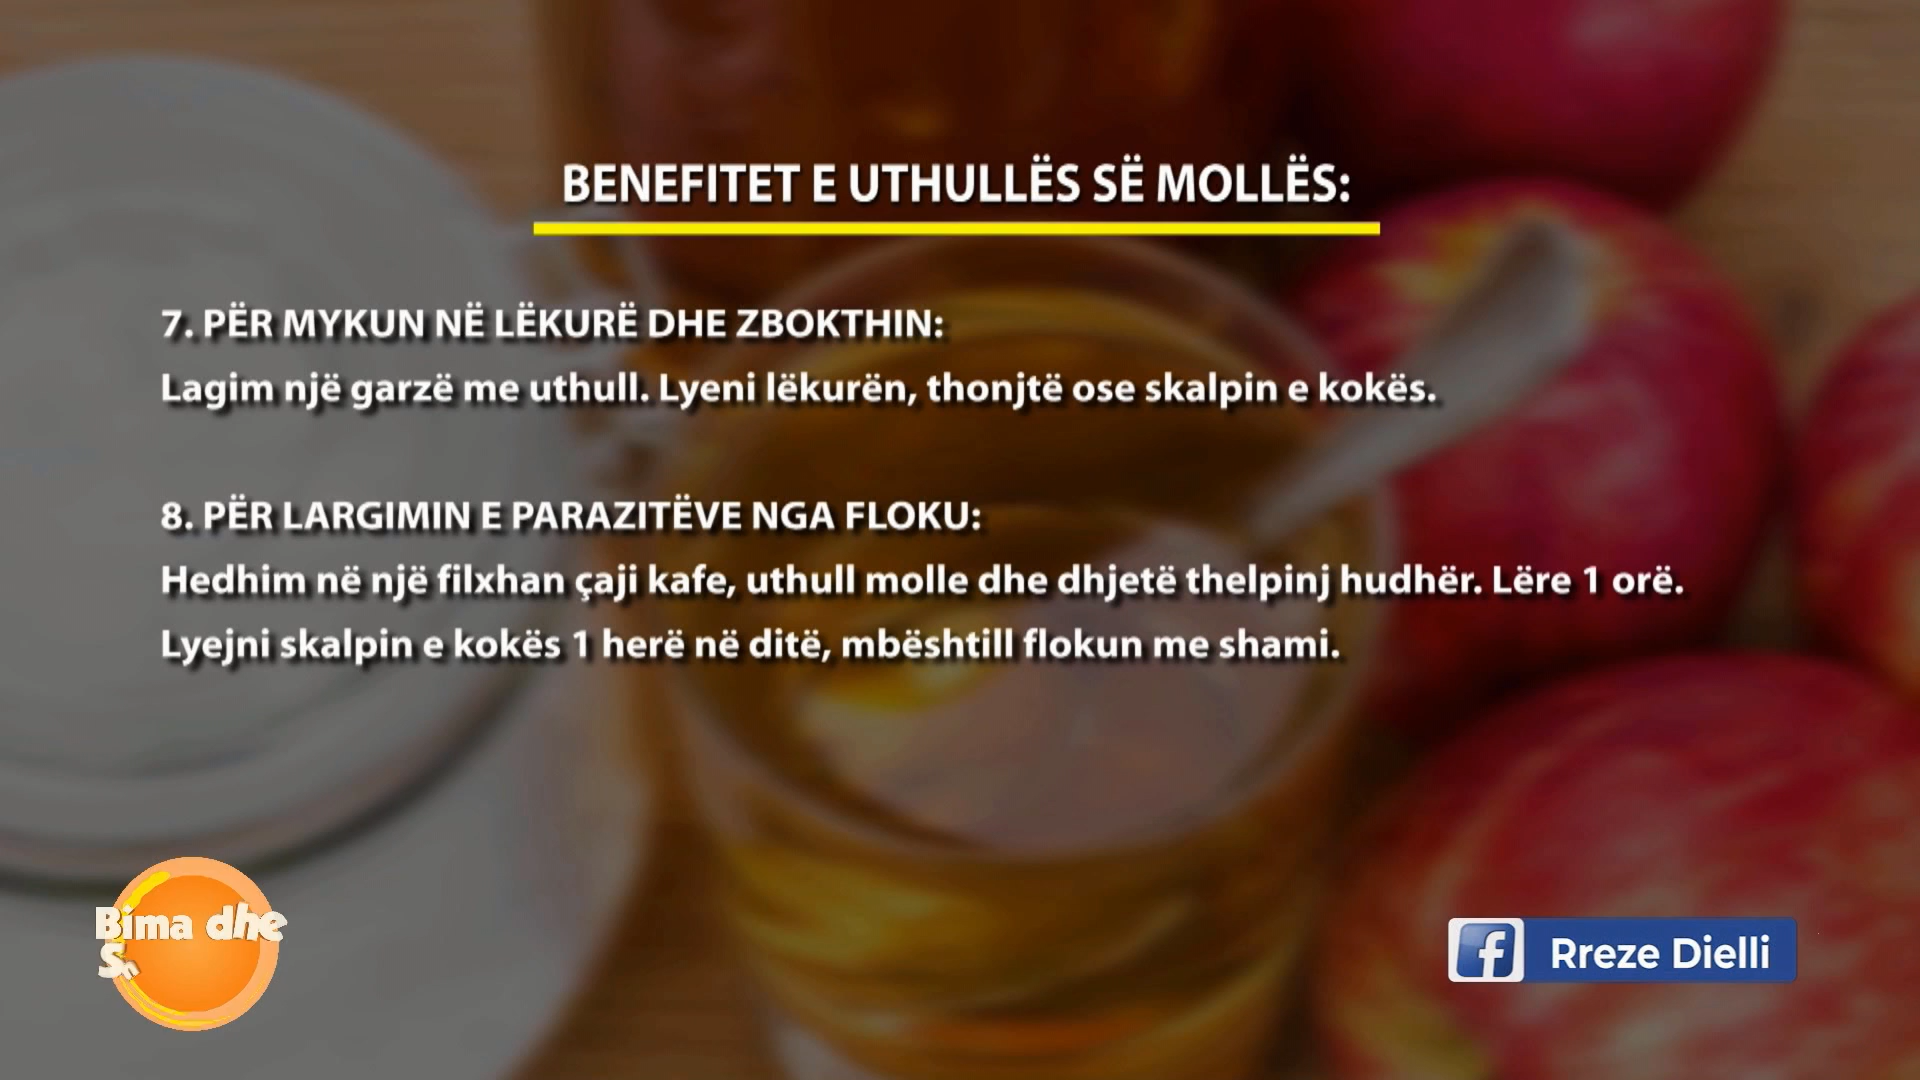 BENEFITET E UTHULLËS SË MOLLËS:
7. PËR MYKUN NË LËKURË DHE ZBOKTHIN:
Lagim një garzë me uthull. Lyeni lëkurën, thonjtë ose skalpin e kokës.
8. PËR LARGIMIN E PARAZITËVE NGA FLOKU:
Hedhim në një filxhan çaji kafe, uthull molle dhe dhjetë thelpinj hudhër. Lëre 1 orë.
Lyejni skalpin e kokës 1 herë në ditë, mbështill flokun me shami.
Bima dhe
Rreze Dielli